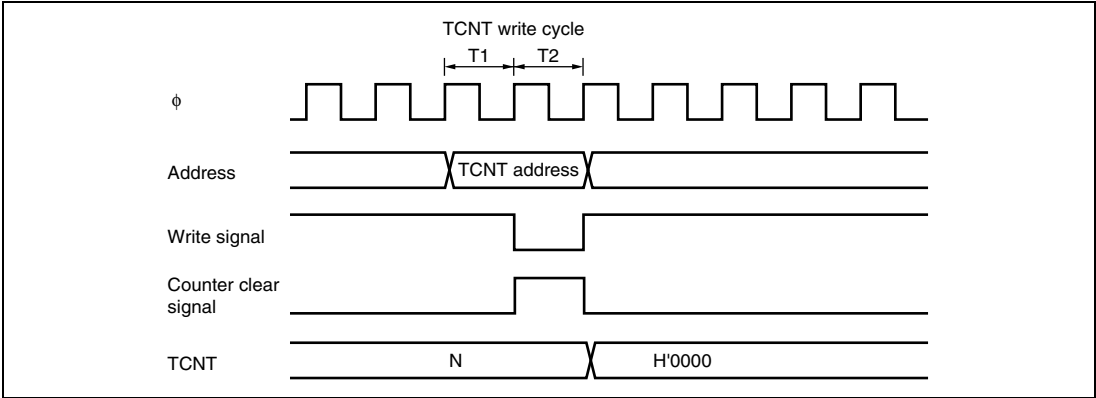 TCNT write cycle
T1 T2
ϕ
Address TCNT address
Write signal
Counter clear
signal
TCNT N H'0000